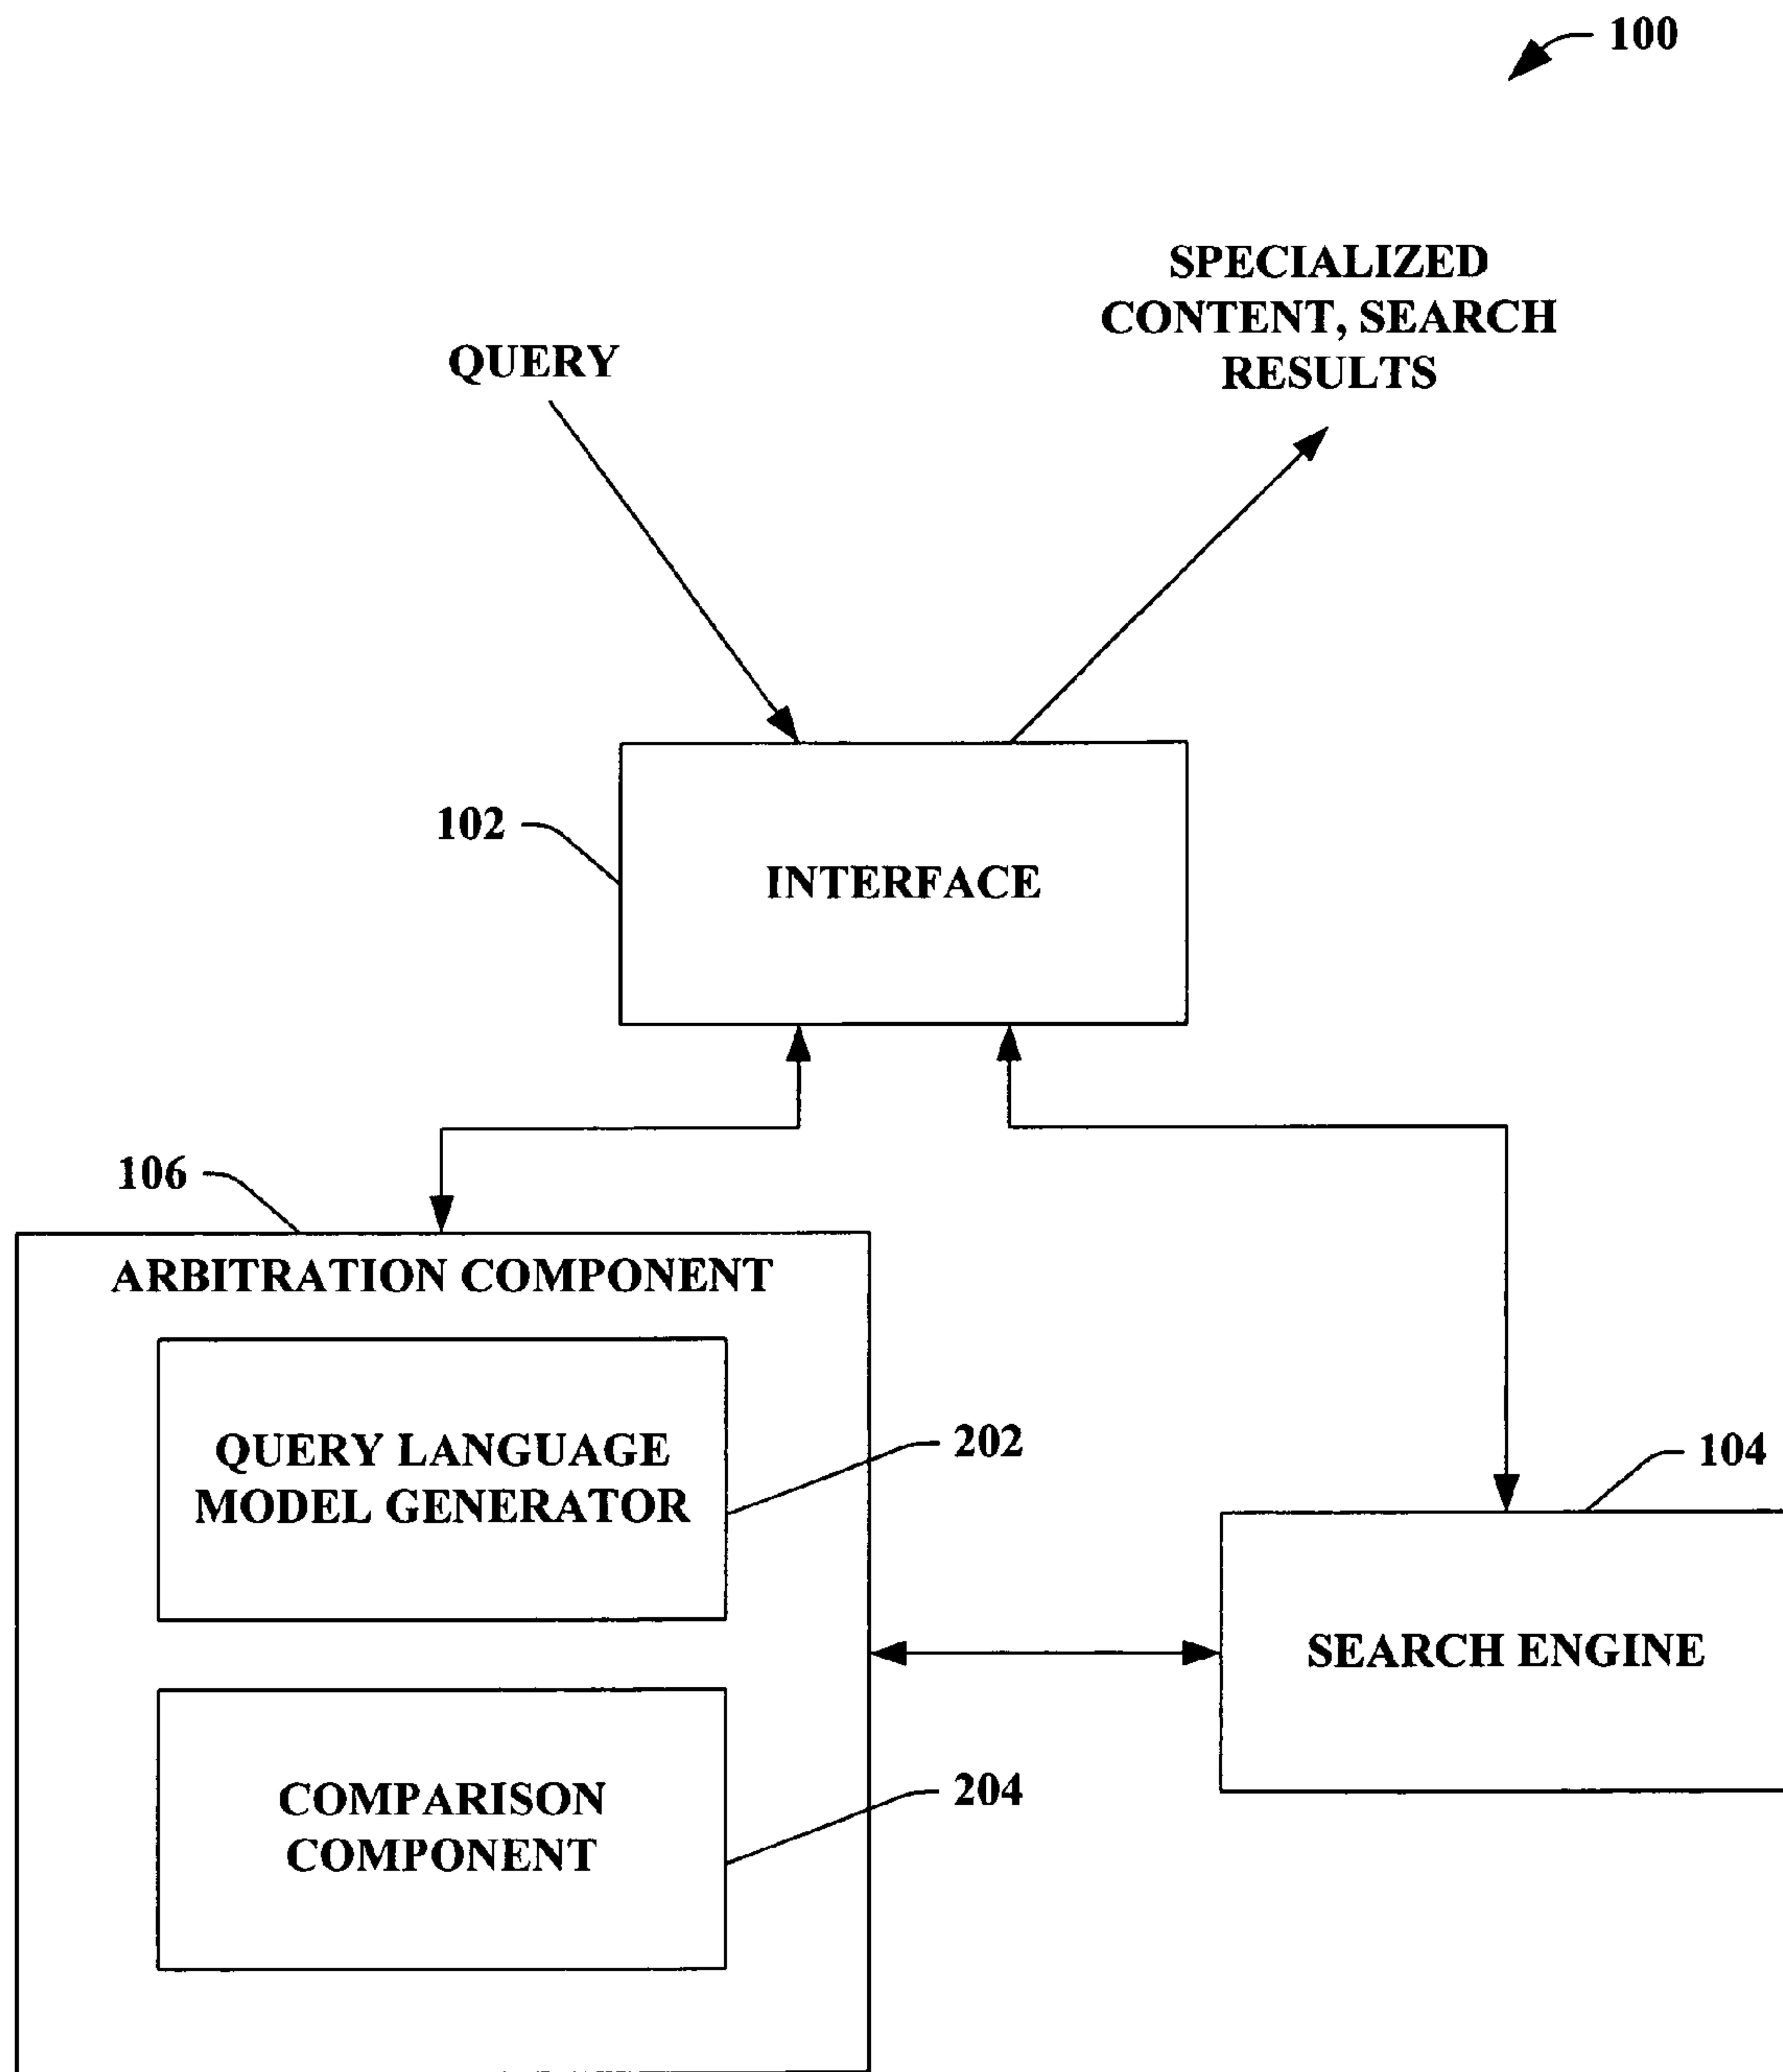 100
SPECIALIZED
CONTENT, SEARCH
RESULTS
QUERY
102
INTERFACE
106
ARBITRATION COMPONENT
QUERY LANGUAGE
MODEL GENERATOR
202
104
SEARCH ENGINE
COMPARISON
COMPONENT
204